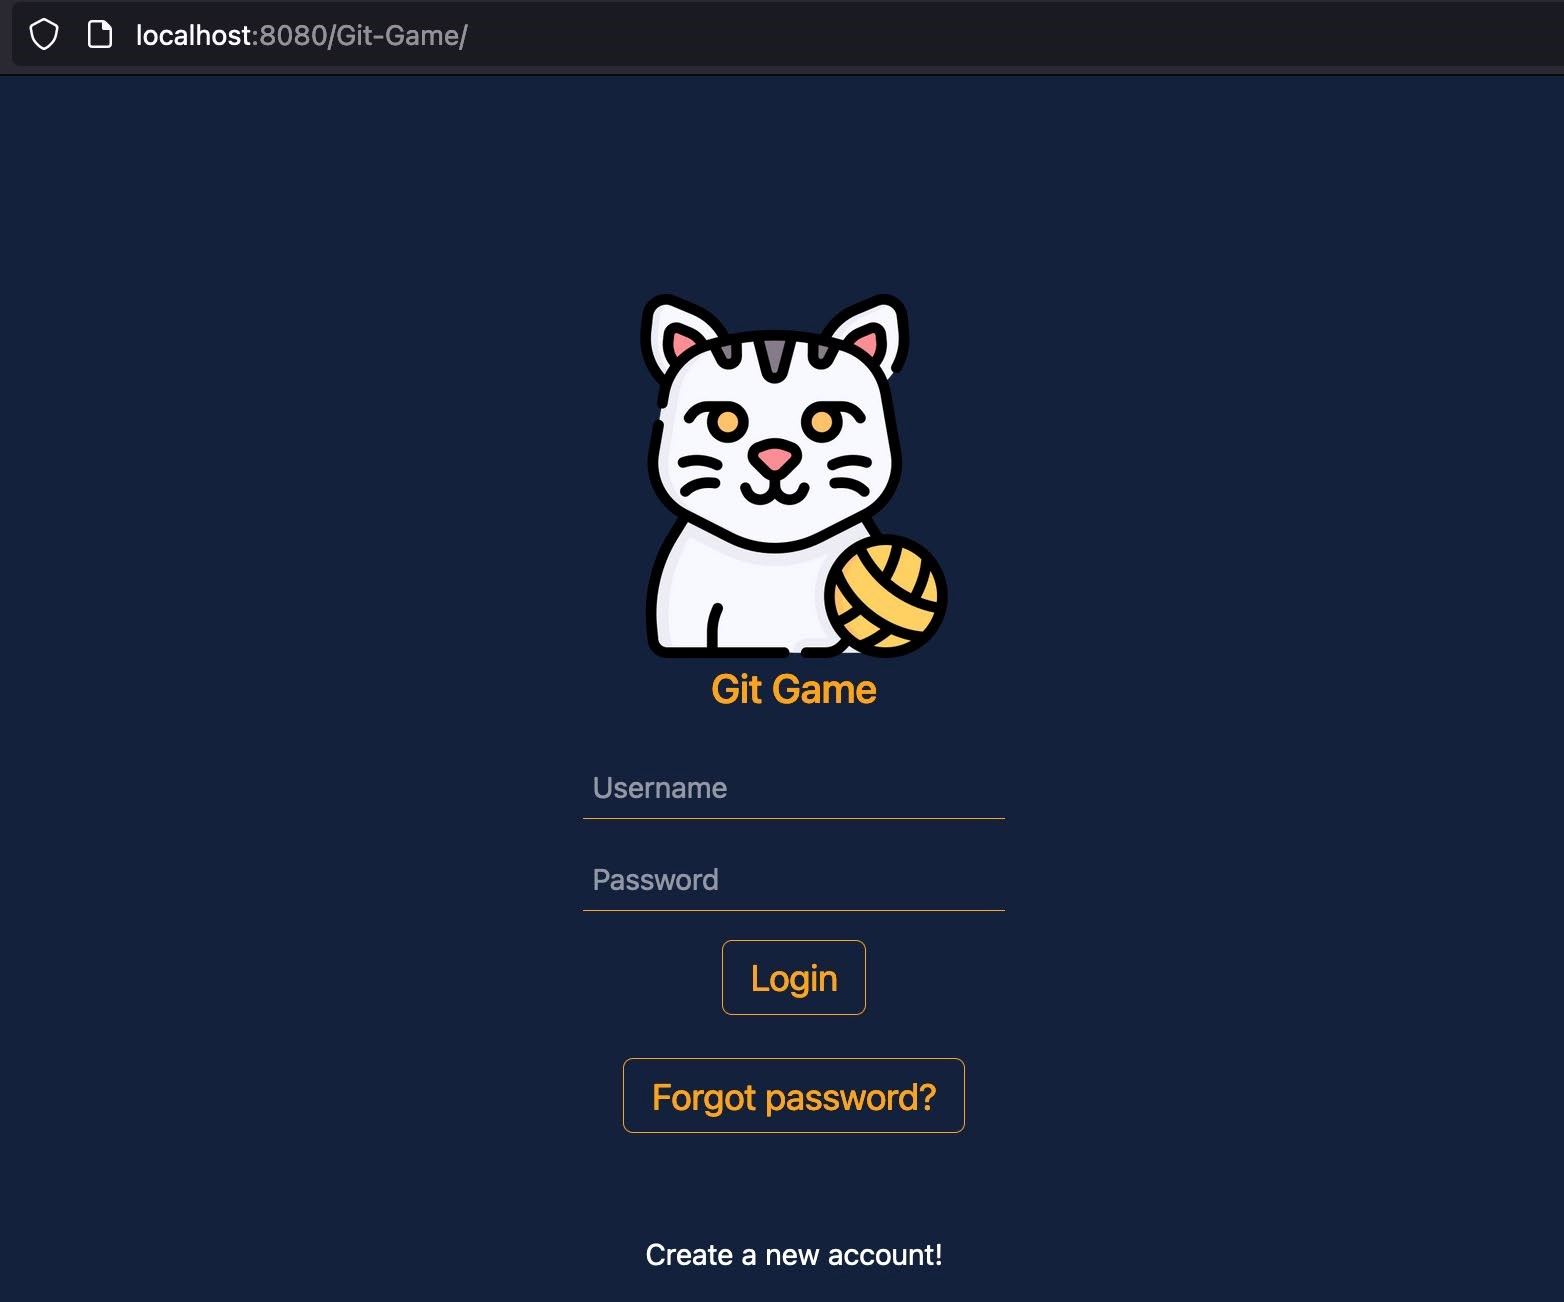 localhost:8080/Git-Game/
Git Game
Username
Password
Login
Forgot password?
Create a new account!